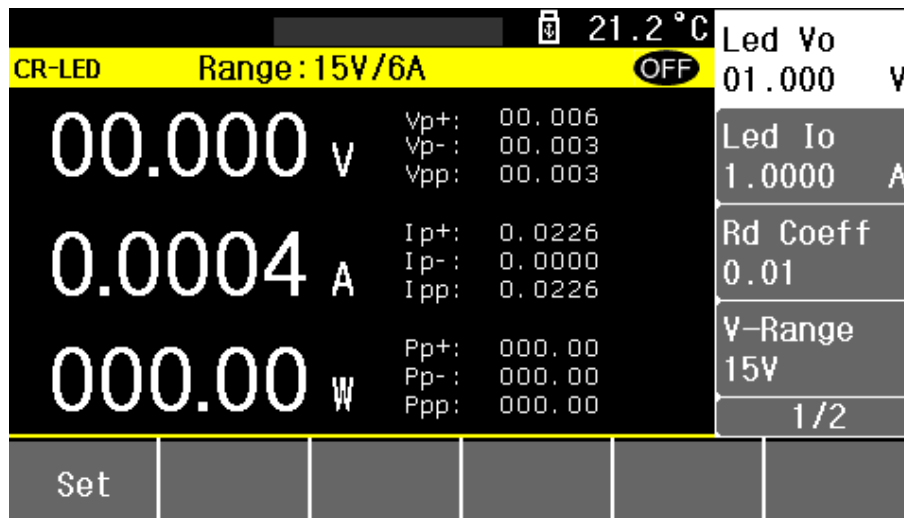 21.2°C
CR-LED Range:15V/6A OFF
00.000 V
Vp+: 00.006
Vp-: 00.003
Vpp: 00.003
0.0004 A
Ip+: 0.0226
Ip-: 0.0000
Ipp: 0.0226
000.00 W
Pp+: 000.00
Pp-: 000.00
Ppp: 000.00
Led Vo
01.000 V
Led Io
1.0000 A
Rd Coeff
0.01
V-Range
15V
1/2
Set